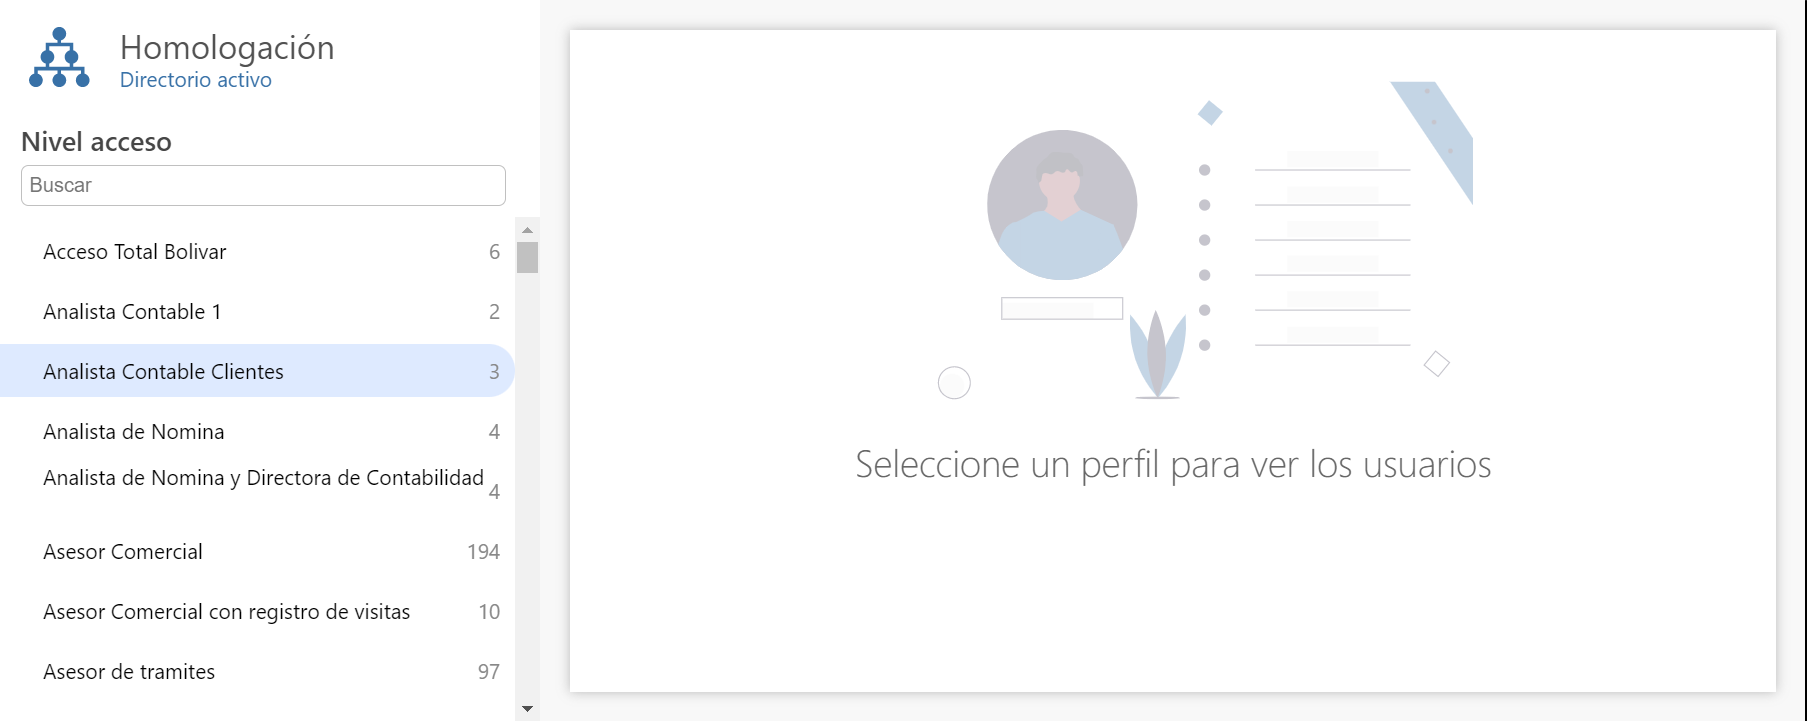 Homologación
Directorio activo
Nivel acceso
Buscar
Acceso Total Bolivar 6
Analista Contable 1 2
Analista Contable Clientes 3
Analista de Nomina 4
Analista de Nomina y Directora de Contabilidad 4
Asesor Comercial 194
Asesor Comercial con registro de visitas 10
Asesor de tramites 97
Seleccione un perfil para ver los usuarios